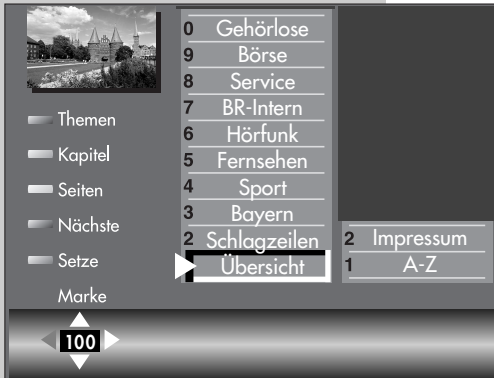 Themen
Kapitel
Seiten
Nächste
Setze
Marke
0 Gehörlose
9 Börse
8 Service
7 BR-Intern
6 Hörfunk
5 Fernsehen
4 Sport
3 Bayern
2 Schlagzeilen
Übersicht
2 Impressum
1 A-Z
100